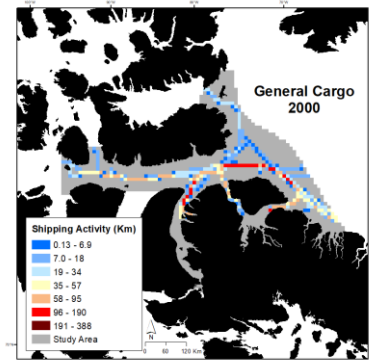 General Cargo
2000
Shipping Activity (Km)
0.13 - 6.9
7.0 - 18
19 - 34
35 - 57
58 - 95
96 - 190
191 - 388
Study Area
N
0 60 120 Km